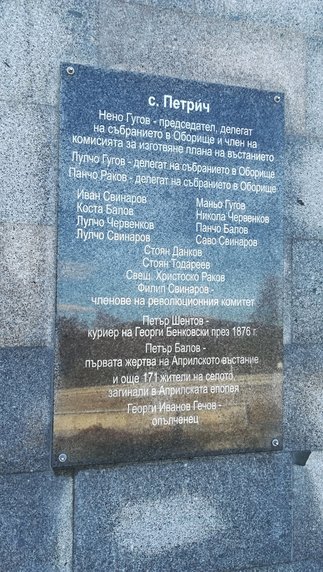 с. Петрич
Нено Гугов - председател, делегат
на събранието в Оборище и член на
комисията за изготвяне плана на въстанието
Лулчо Гугов - делегат на събранието в Оборище
Панчо Раков - делегат на събранието в Оборище
Иван Свинаров
Коста Балов
Лулчо Червенков
Лулчо Свинаров
Маньо Гугов
Никола Червенков
Панчо Балов
Саво Свинаров
Стоян Данков
Стоян Тодареев
Свещ. Христоско Раков
Филип Свинаров -
членове на революционния комитет
Петър Шентов -
куриер на Георги Бенковски през 1876 г.
Петър Балов -
първата жертва на Априлското въстание
и още 171 жители на селото,
загинали в Априлската епопея
Георги Иванов Гечов -
опълченец